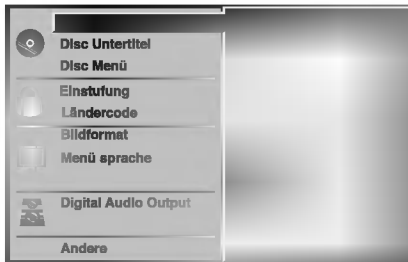 Disc Untertitel
Disc Menü
Einstufung
Ländercode
Bildformat
Menü sprache
Digital Audio Output
Andere